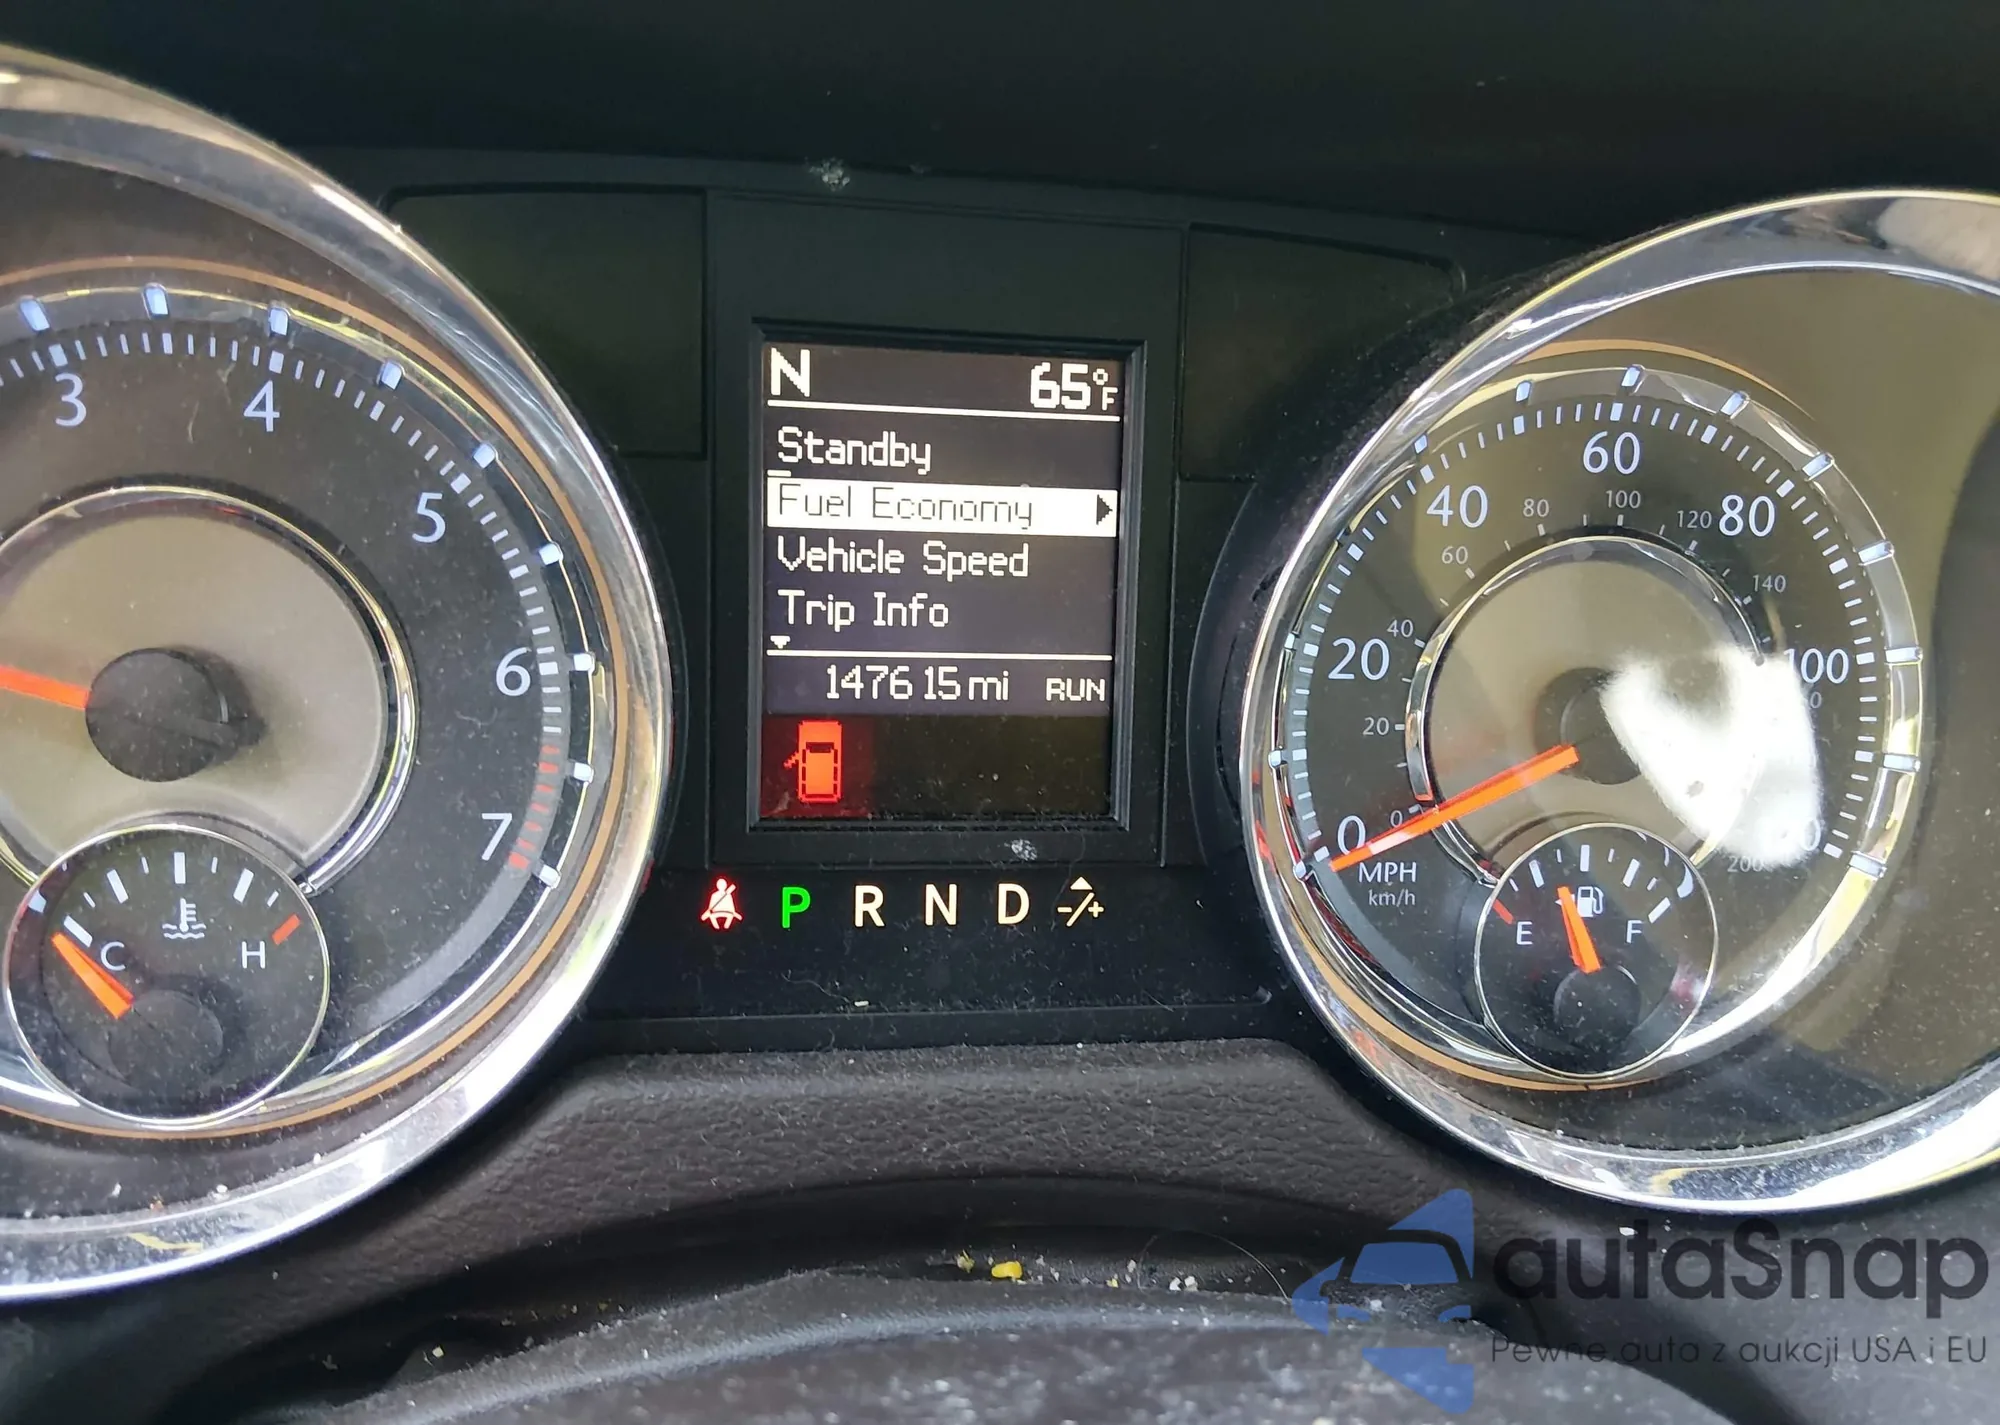 3
4
5
6
7
C
H
N 65°F
Standby
Fuel Economy
Vehicle Speed
Trip Info
147615 mi RUN
P R N D -/+
0
20
40
60
80
100
MPH
km/h
0
20
40
60
80
100
120
140
200
E
F
autaSnap
Pewne auta z aukcji USA i EU